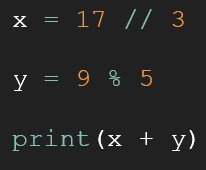 x = 17 // 3
y = 9 % 5
print(x + y)